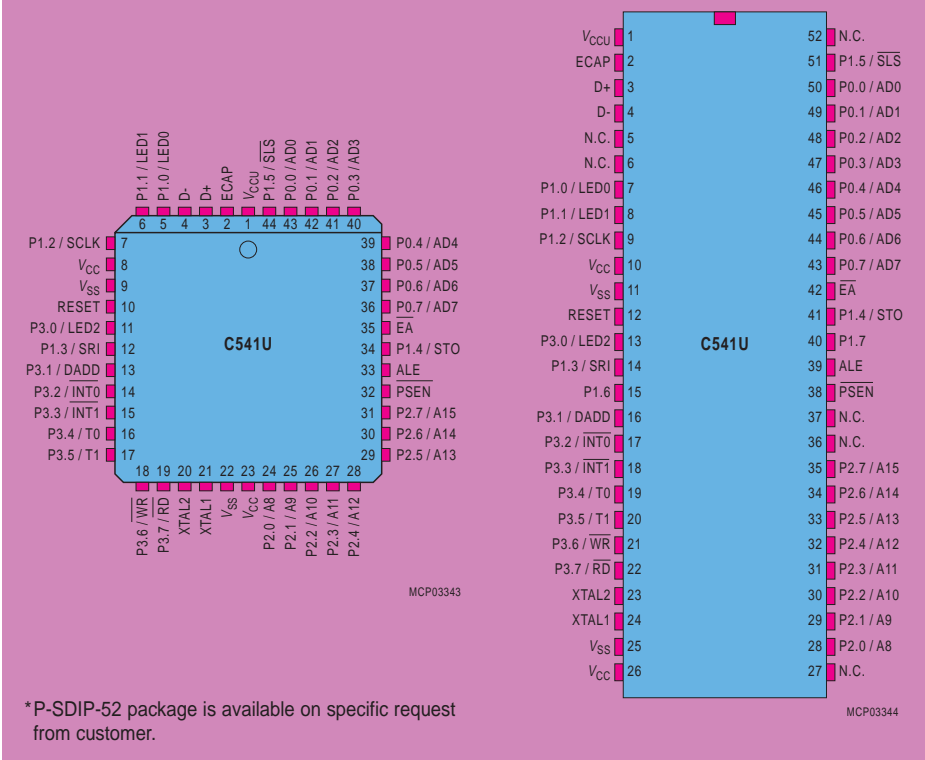 P1.1 / LED1
P1.0 / LED0
D-
D+
ECAP
VCCU
P1.5 / SLS
P0.0 / AD0
P0.1 / AD1
P0.2 / AD2
P0.3 / AD3
6 5 4 3 2 1 44 43 42 41 40
P1.2 / SCLK 7
VCC 8
VSS 9
RESET 10
P3.0 / LED2 11
P1.3 / SRI 12
P3.1 / DADD 13
P3.2 / INT0 14
P3.3 / INT1 15
P3.4 / T0 16
P3.5 / T1 17
C541U
39 P0.4 / AD4
38 P0.5 / AD5
37 P0.6 / AD6
36 P0.7 / AD7
35 EA
34 P1.4 / STO
33 ALE
32 PSEN
31 P2.7 / A15
30 P2.6 / A14
29 P2.5 / A13
18 19 20 21 22 23 24 25 26 27 28
P3.6 / WR
P3.7 / RD
XTAL2
XTAL1
VSS
VCC
P2.0 / A8
P2.1 / A9
P2.2 / A10
P2.3 / A11
P2.4 / A12
MCP03343
VCCU 1
ECAP 2
D+ 3
D- 4
N.C. 5
N.C. 6
P1.0 / LED0 7
P1.1 / LED1 8
P1.2 / SCLK 9
VCC 10
VSS 11
RESET 12
P3.0 / LED2 13
P1.3 / SRI 14
P1.6 15
P3.1 / DADD 16
P3.2 / INT0 17
P3.3 / INT1 18
P3.4 / T0 19
P3.5 / T1 20
P3.6 / WR 21
P3.7 / RD 22
XTAL2 23
XTAL1 24
VSS 25
VCC 26
C541U
52 N.C.
51 P1.5 / SLS
50 P0.0 / AD0
49 P0.1 / AD1
48 P0.2 / AD2
47 P0.3 / AD3
46 P0.4 / AD4
45 P0.5 / AD5
44 P0.6 / AD6
43 P0.7 / AD7
42 EA
41 P1.4 / STO
40 P1.7
39 ALE
38 PSEN
37 N.C.
36 N.C.
35 P2.7 / A15
34 P2.6 / A14
33 P2.5 / A13
32 P2.4 / A12
31 P2.3 / A11
30 P2.2 / A10
29 P2.1 / A9
28 P2.0 / A8
27 N.C.
MCP03344
*P-SDIP-52 package is available on specific request
from customer.